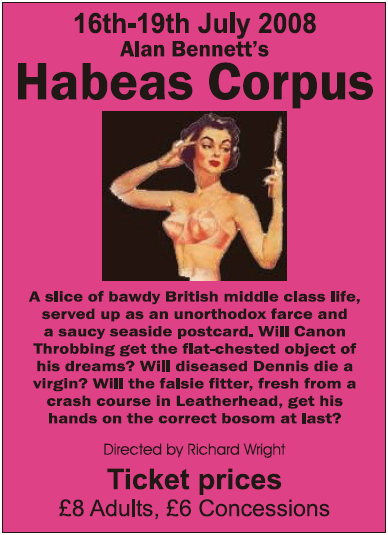 16th-19th July 2008
Alan Bennett's
Habeas Corpus
A slice of bawdy British middle class life,
served up as an unorthodox farce and
a saucy seaside postcard. Will Canon
Throbbing get the flat-chested object of
his dreams? Will diseased Dennis die a
virgin? Will the falsie fitter, fresh from a
crash course in Leatherhead, get his
hands on the correct bosom at last?
Directed by Richard Wright
Ticket prices
£8 Adults, £6 Concessions